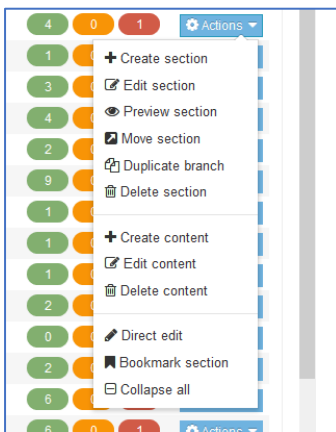 4 0 1 Actions
1
Create section
3
Edit section
4
Preview section
Move section
2
Duplicate branch
9
Delete section
1
1
Create content
1
Edit content
2
Delete content
0
Direct edit
2
Bookmark section
6
Collapse all
6 0 1 Actions